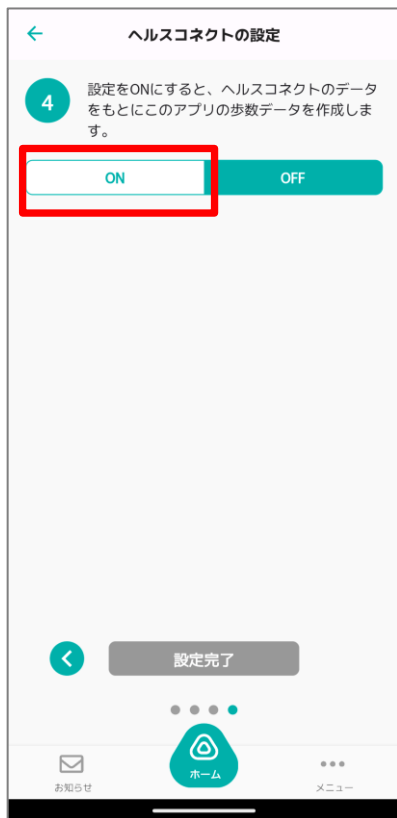 ヘルスコネクトの設定
4
設定をONにすると、ヘルスコネクトのデータ
をもとにこのアプリの歩数データを作成しま
す。
ON
OFF
設定完了
お知らせ
ホーム
メニュー